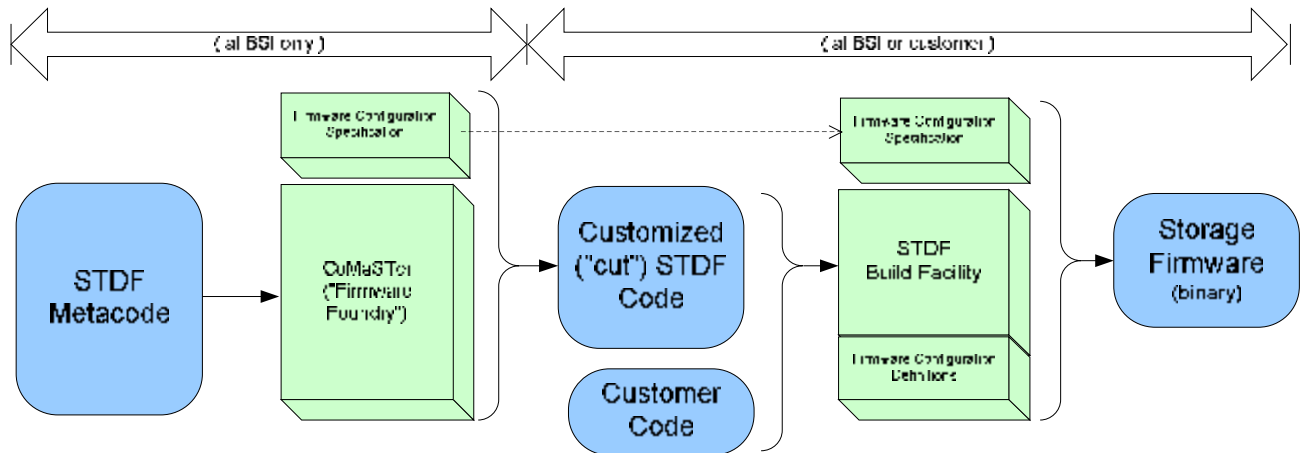 ( at BSI only )
( at BSI or customer )
Firmware Configuration
Specification
Firmware Configuration
Specification
STDF
Metacode
CuMaSTor
("Firmware
Foundry")
Customized
("cut") STDF
Code
Customer
Code
STDF
Build Facility
Firmware Configuration
Definitions
Storage
Firmware
(binary)